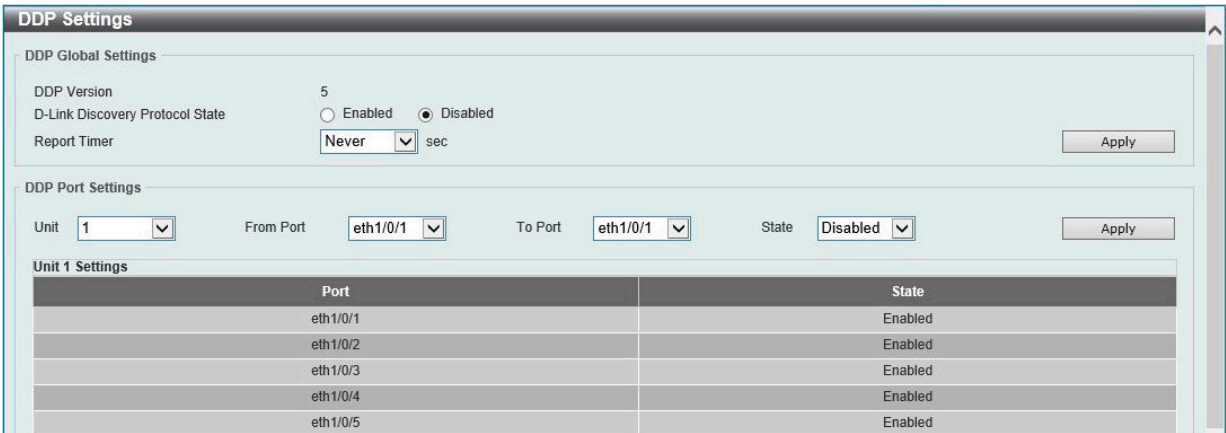 DDP Settings
DDP Global Settings
DDP Version 5
D-Link Discovery Protocol State Enabled Disabled
Report Timer Never sec Apply
DDP Port Settings
Unit 1 From Port eth1/0/1 To Port eth1/0/1 State Disabled Apply
Unit 1 Settings
Port State
eth1/0/1 Enabled
eth1/0/2 Enabled
eth1/0/3 Enabled
eth1/0/4 Enabled
eth1/0/5 Enabled